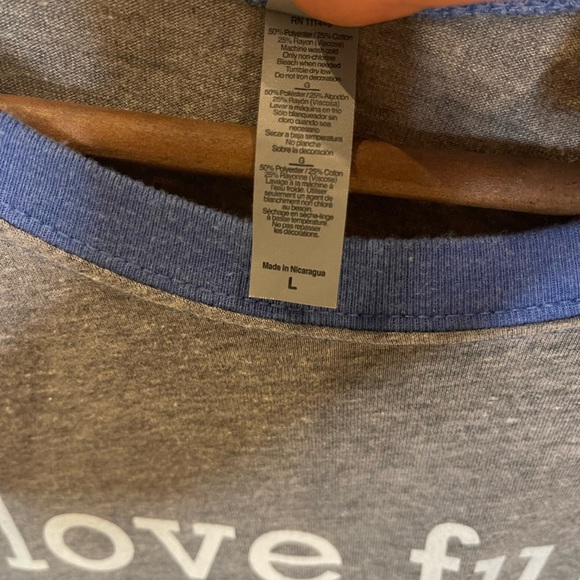 50% Polyester / 25% Cotton
25% Rayon (Viscose)
Machine wash cold
Only non-chlorine
Bleach when needed
Tumble dry low
Do not iron decoration
G
50% Poliéster / 25% Algodón
25% Rayón (Viscosa)
Lavar a máquina en frio
Sólo blanqueador sin
cloro cuando sea
necesario
Secar a baja temperatura
No planche
Sobre la decoración
G
50% Polyester / 25% Coton
25% Rayonne (Viscose)
Lavage à la machine à
l'eau froide. Utiliser
seulement un agent de
blanchiment non chloré
au besoin.
Séchage en sèche-linge
à basse température.
Ne pas repasser
les décorations.
Made in Nicaragua
L
love fu